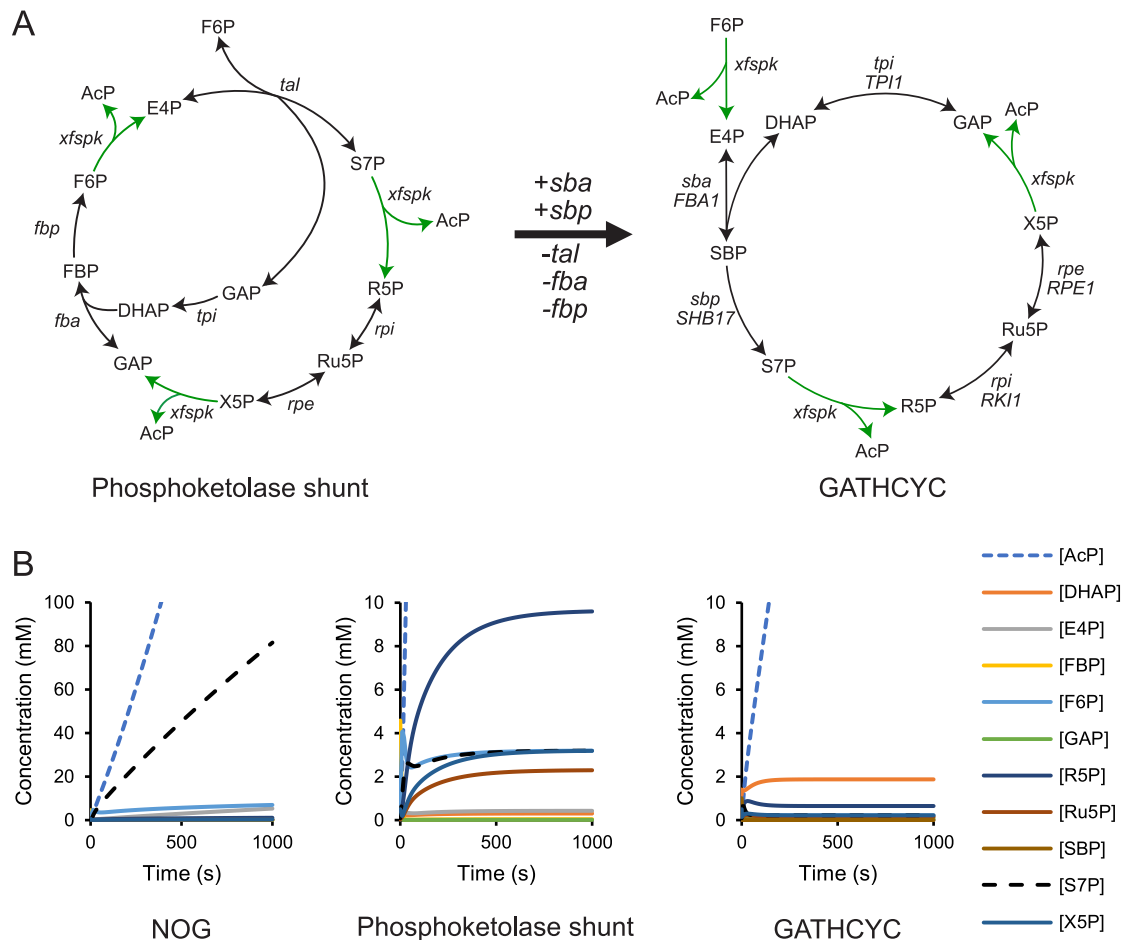 A
F6P
tal
AcP
E4P
xfspk
F6P
S7P
xfspk
AcP
fbp
FBP
DHAP
GAP
tpi
fba
R5P
rpi
GAP
Ru5P
X5P
rpe
xfspk
AcP
Phosphoketolase shunt
+sba
+sbp
-tal
-fba
-fbp
F6P
xfspk
AcP
E4P
tpi
TPI1
DHAP
GAP
AcP
xfspk
sba
FBA1
X5P
SBP
rpe
RPE1
sbp
SHB17
Ru5P
S7P
rpi
RKI1
xfspk
R5P
AcP
GATHCYC
B
Concentration (mM)
100
80
60
40
20
0
0
500
1000
Time (s)
NOG
Concentration (mM)
10
8
6
4
2
0
0
500
1000
Time (s)
Phosphoketolase shunt
Concentration (mM)
10
8
6
4
2
0
0
500
1000
Time (s)
GATHCYC
[AcP]
[DHAP]
[E4P]
[FBP]
[F6P]
[GAP]
[R5P]
[Ru5P]
[SBP]
[S7P]
[X5P]